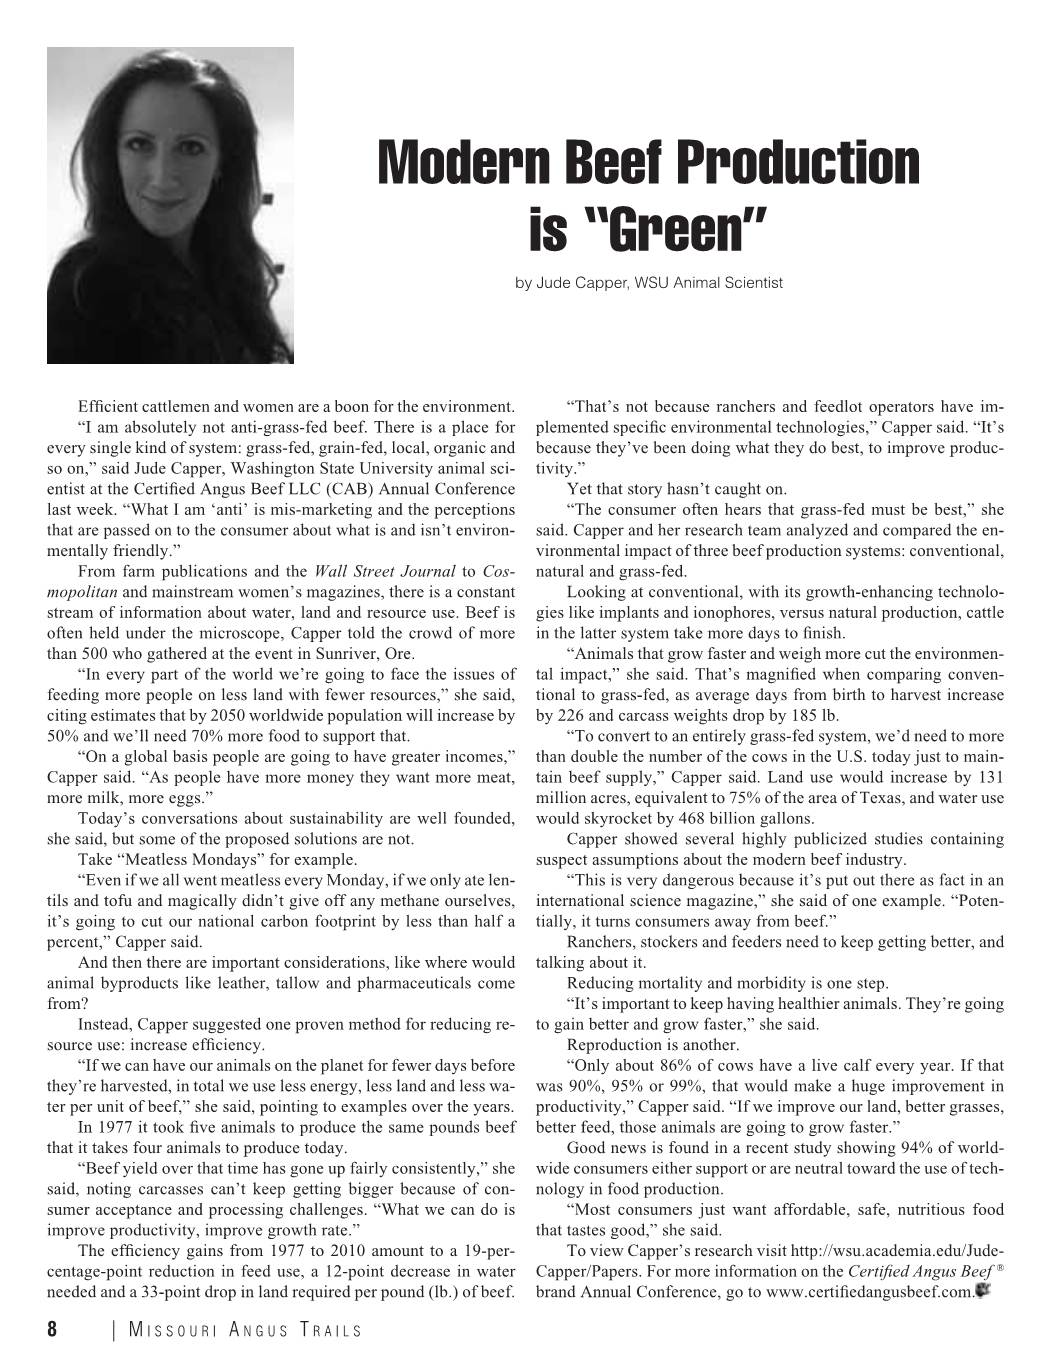 Modern Beef Production
is “Green”
by Jude Capper, WSU Animal Scientist
Efficient cattlemen and women are a boon for the environment.
“I am absolutely not anti-grass-fed beef. There is a place for
every single kind of system: grass-fed, grain-fed, local, organic and
so on,” said Jude Capper, Washington State University animal sci-
entist at the Certified Angus Beef LLC (CAB) Annual Conference
last week. “What I am ‘anti’ is mis-marketing and the perceptions
that are passed on to the consumer about what is and isn’t environ-
mentally friendly.”
From farm publications and the Wall Street Journal to Cos-
mopolitan and mainstream women’s magazines, there is a constant
stream of information about water, land and resource use. Beef is
often held under the microscope, Capper told the crowd of more
than 500 who gathered at the event in Sunriver, Ore.
“In every part of the world we’re going to face the issues of
feeding more people on less land with fewer resources,” she said,
citing estimates that by 2050 worldwide population will increase by
50% and we’ll need 70% more food to support that.
“On a global basis people are going to have greater incomes,”
Capper said. “As people have more money they want more meat,
more milk, more eggs.”
Today’s conversations about sustainability are well founded,
she said, but some of the proposed solutions are not.
Take “Meatless Mondays” for example.
“Even if we all went meatless every Monday, if we only ate len-
tils and tofu and magically didn’t give off any methane ourselves,
it’s going to cut our national carbon footprint by less than half a
percent,” Capper said.
And then there are important considerations, like where would
animal byproducts like leather, tallow and pharmaceuticals come
from?
Instead, Capper suggested one proven method for reducing re-
source use: increase efficiency.
“If we can have our animals on the planet for fewer days before
they’re harvested, in total we use less energy, less land and less wa-
ter per unit of beef,” she said, pointing to examples over the years.
In 1977 it took five animals to produce the same pounds beef
that it takes four animals to produce today.
“Beef yield over that time has gone up fairly consistently,” she
said, noting carcasses can’t keep getting bigger because of con-
sumer acceptance and processing challenges. “What we can do is
improve productivity, improve growth rate.”
The efficiency gains from 1977 to 2010 amount to a 19-per-
centage-point reduction in feed use, a 12-point decrease in water
needed and a 33-point drop in land required per pound (lb.) of beef.
“That’s not because ranchers and feedlot operators have im-
plemented specific environmental technologies,” Capper said. “It’s
because they’ve been doing what they do best, to improve produc-
tivity.”
Yet that story hasn’t caught on.
“The consumer often hears that grass-fed must be best,” she
said. Capper and her research team analyzed and compared the en-
vironmental impact of three beef production systems: conventional,
natural and grass-fed.
Looking at conventional, with its growth-enhancing technolo-
gies like implants and ionophores, versus natural production, cattle
in the latter system take more days to finish.
“Animals that grow faster and weigh more cut the environmen-
tal impact,” she said. That’s magnified when comparing conven-
tional to grass-fed, as average days from birth to harvest increase
by 226 and carcass weights drop by 185 lb.
“To convert to an entirely grass-fed system, we’d need to more
than double the number of the cows in the U.S. today just to main-
tain beef supply,” Capper said. Land use would increase by 131
million acres, equivalent to 75% of the area of Texas, and water use
would skyrocket by 468 billion gallons.
Capper showed several highly publicized studies containing
suspect assumptions about the modern beef industry.
“This is very dangerous because it’s put out there as fact in an
international science magazine,” she said of one example. “Poten-
tially, it turns consumers away from beef.”
Ranchers, stockers and feeders need to keep getting better, and
talking about it.
Reducing mortality and morbidity is one step.
“It’s important to keep having healthier animals. They’re going
to gain better and grow faster,” she said.
Reproduction is another.
“Only about 86% of cows have a live calf every year. If that
was 90%, 95% or 99%, that would make a huge improvement in
productivity,” Capper said. “If we improve our land, better grasses,
better feed, those animals are going to grow faster.”
Good news is found in a recent study showing 94% of world-
wide consumers either support or are neutral toward the use of tech-
nology in food production.
“Most consumers just want affordable, safe, nutritious food
that tastes good,” she said.
To view Capper’s research visit http://wsu.academia.edu/Jude-
Capper/Papers. For more information on the Certified Angus Beef ®
brand Annual Conference, go to www.certifiedangusbeef.com.
8 | Missouri Angus Trails